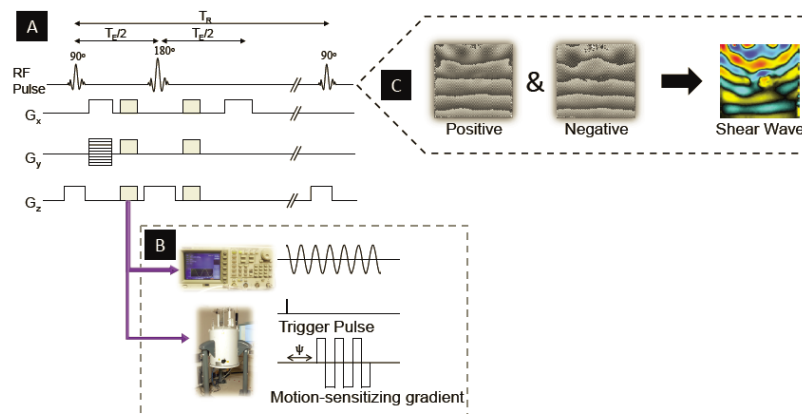 A
T_R
T_E/2
T_E/2
90°
180°
90°
RF
Pulse
G_x
G_y
G_z
C
&
Positive
Negative
Shear Wave
B
Trigger Pulse
Ψ
Motion-sensitizing gradient